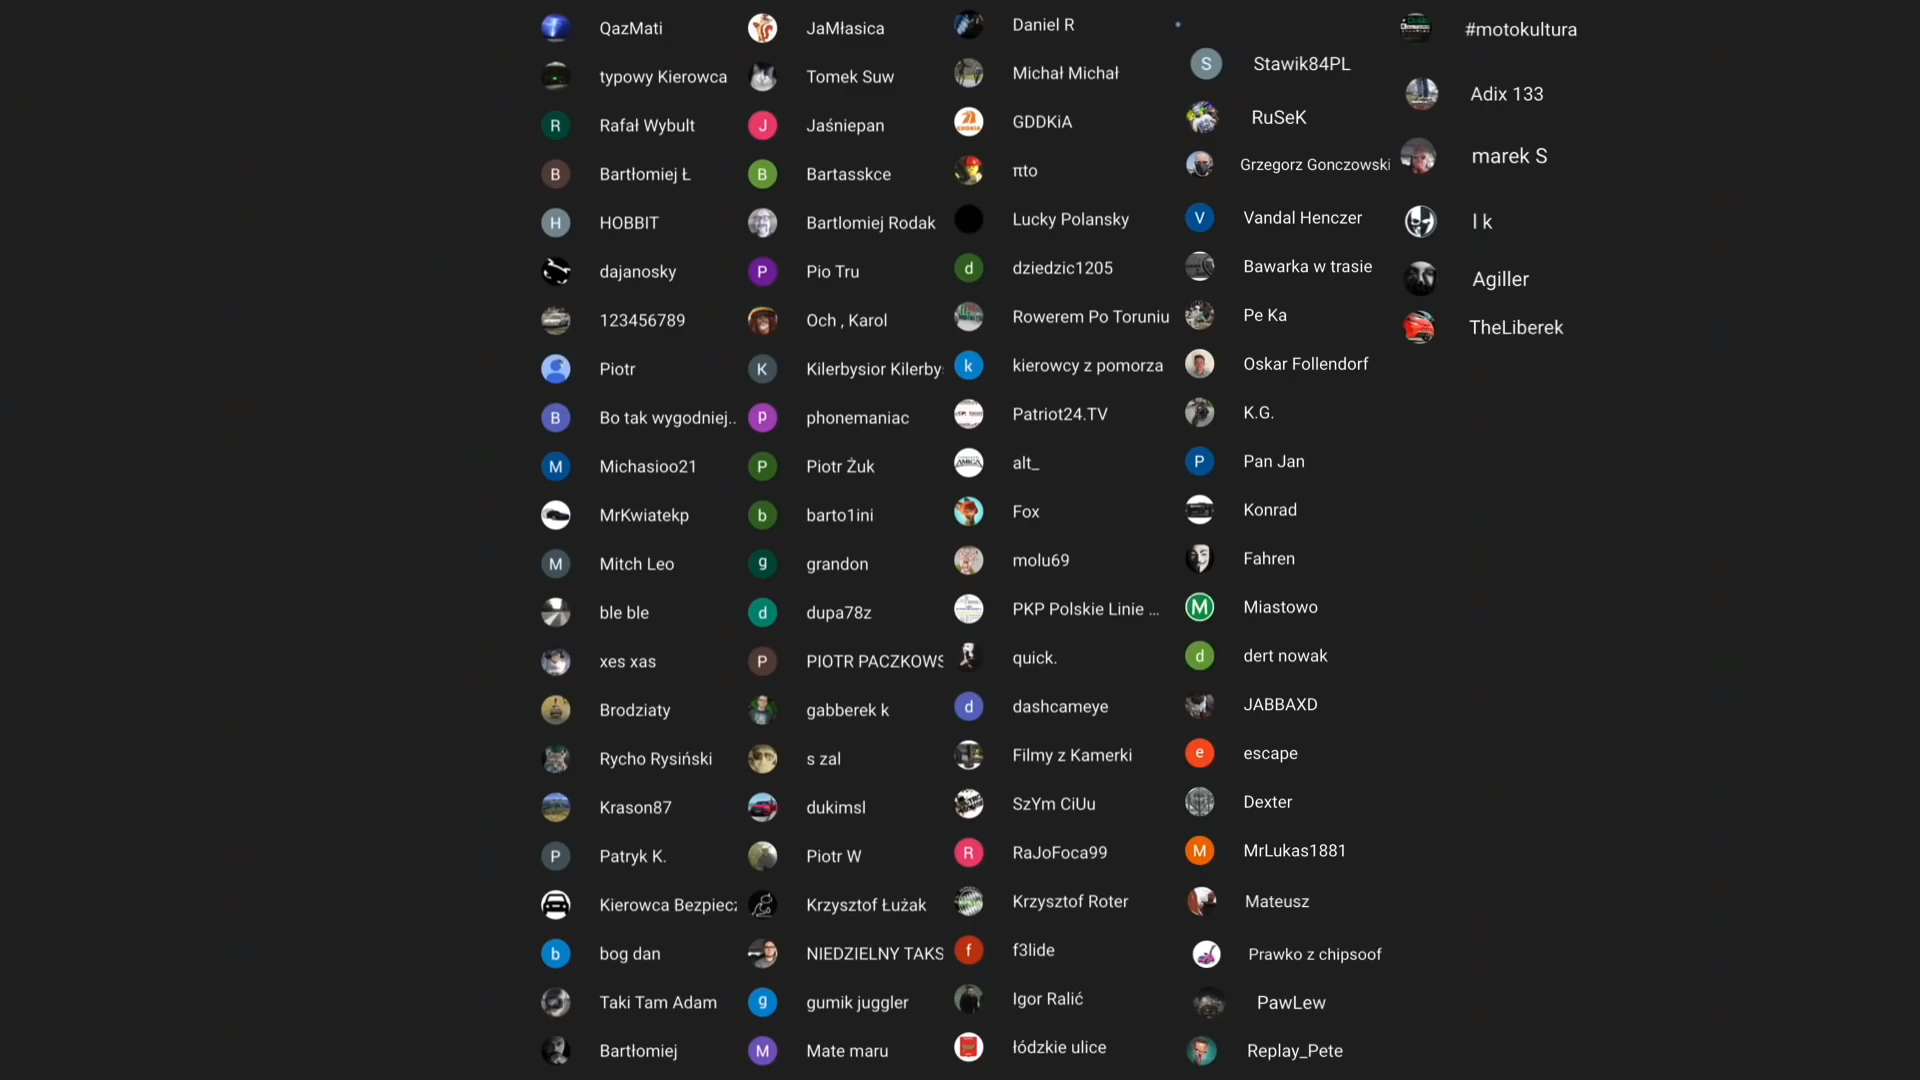 QazMati
typowy Kierowca
R Rafał Wybult
B Bartłomiej Ł
H HOBBIT
dajanosky
123456789
Piotr
B Bo tak wygodniej..
M Michasioo21
MrKwiatekp
M Mitch Leo
ble ble
xes xas
Brodziaty
Rycho Rysiński
Krason87
P Patryk K.
Kierowca Bezpiecz
b bog dan
Taki Tam Adam
Bartłomiej
JaMłasica
Tomek Suw
J Jaśniepan
B Bartasskce
Bartlomiej Rodak
P Pio Tru
Och , Karol
K Kilerbysior Kilerbys
p phonemaniac
P Piotr Żuk
b barto1ini
g grandon
d dupa78z
P PIOTR PACZKOWS
gabberek k
s zal
dukimsl
Piotr W
Krzysztof Łużak
NIEDZIELNY TAKS
g gumik juggler
M Mate maru
Daniel R
Michał Michał
GDDKiA GDDKiA
πto
Lucky Polansky
d dziedzic1205
Rowerem Po Toruniu
k kierowcy z pomorza
Patriot24.TV
AMIGA alt_
Fox
molu69
PKP Polskie Linie ...
quick.
d dashcameye
Filmy z Kamerki
SzYm CiUu
R RaJoFoca99
Krzysztof Roter
f f3lide
Igor Ralić
łódzkie ulice
S Stawik84PL
RuSeK
Grzegorz Gonczowski
V Vandal Henczer
Bawarka w trasie
Pe Ka
Oskar Follendorf
K.G.
P Pan Jan
Konrad
Fahren
M Miastowo
d dert nowak
JABBAXD
e escape
Dexter
M MrLukas1881
Mateusz
Prawko z chipsoof
PawLew
Replay_Pete
#motokultura
Adix 133
marek S
l k
Agiller
TheLiberek